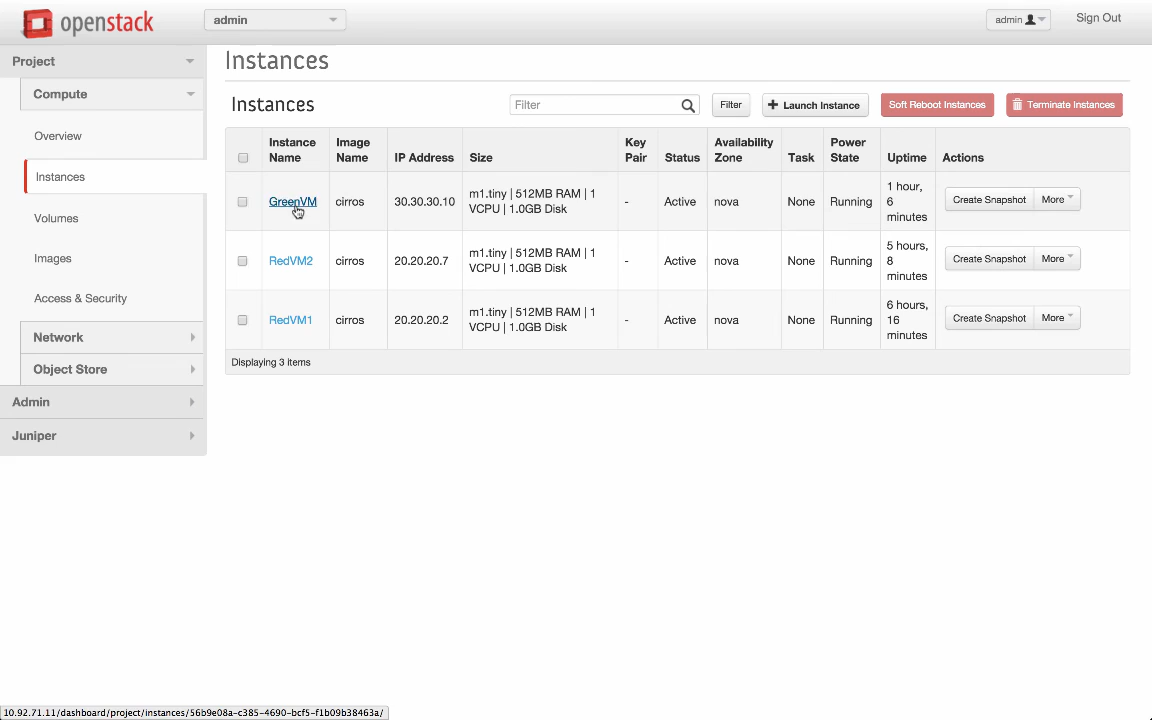 openstack
admin
admin
Sign Out
Project
Compute
Overview
Instances
Volumes
Images
Access & Security
Network
Object Store
Admin
Juniper
Instances
Instances
Filter
Filter
+ Launch Instance
Soft Reboot Instances
Terminate Instances
Instance Name
Image Name
IP Address
Size
Key Pair
Status
Availability Zone
Task
Power State
Uptime
Actions
GreenVM
cirros
30.30.30.10
m1.tiny | 512MB RAM | 1
VCPU | 1.0GB Disk
-
Active
nova
None
Running
1 hour,
6
minutes
Create Snapshot
More
RedVM2
cirros
20.20.20.7
m1.tiny | 512MB RAM | 1
VCPU | 1.0GB Disk
-
Active
nova
None
Running
5 hours,
8
minutes
Create Snapshot
More
RedVM1
cirros
20.20.20.2
m1.tiny | 512MB RAM | 1
VCPU | 1.0GB Disk
-
Active
nova
None
Running
6 hours,
16
minutes
Create Snapshot
More
Displaying 3 items
10.92.71.11/dashboard/project/instances/56b9e08a-c385-4690-bcf5-f1b09b38463a/